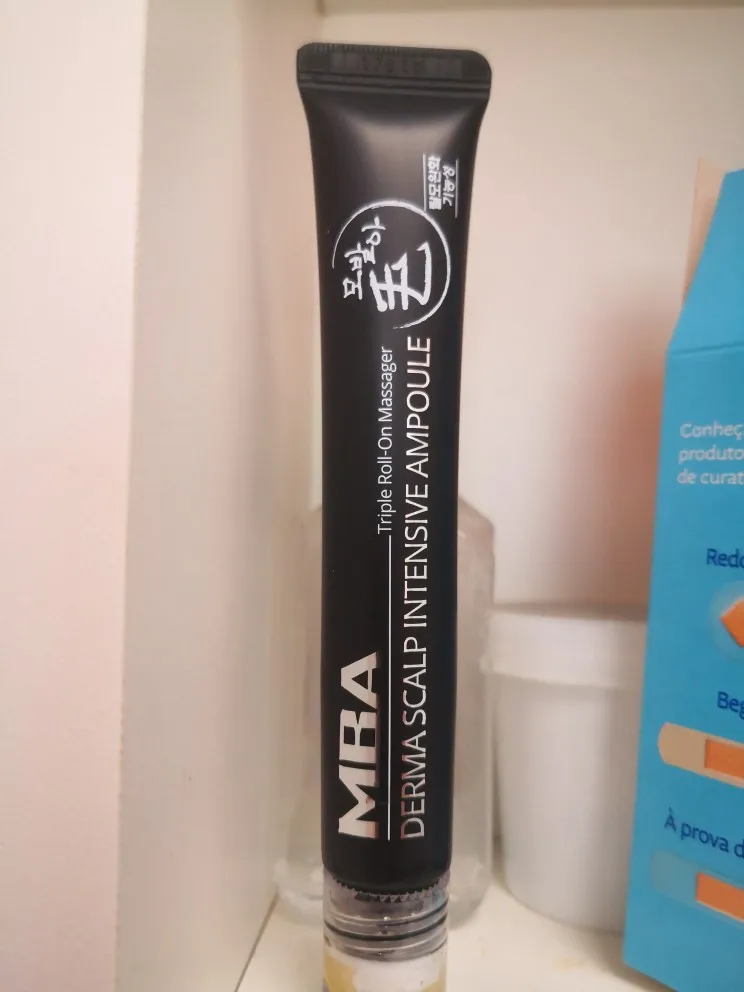 MBA
Triple Roll-On Massager
DERMA SCALP INTENSIVE AMPOULE
모발아
毛
탈모완화
기능성
Conheç
produto
de curat
Redo
Beg
À prova d